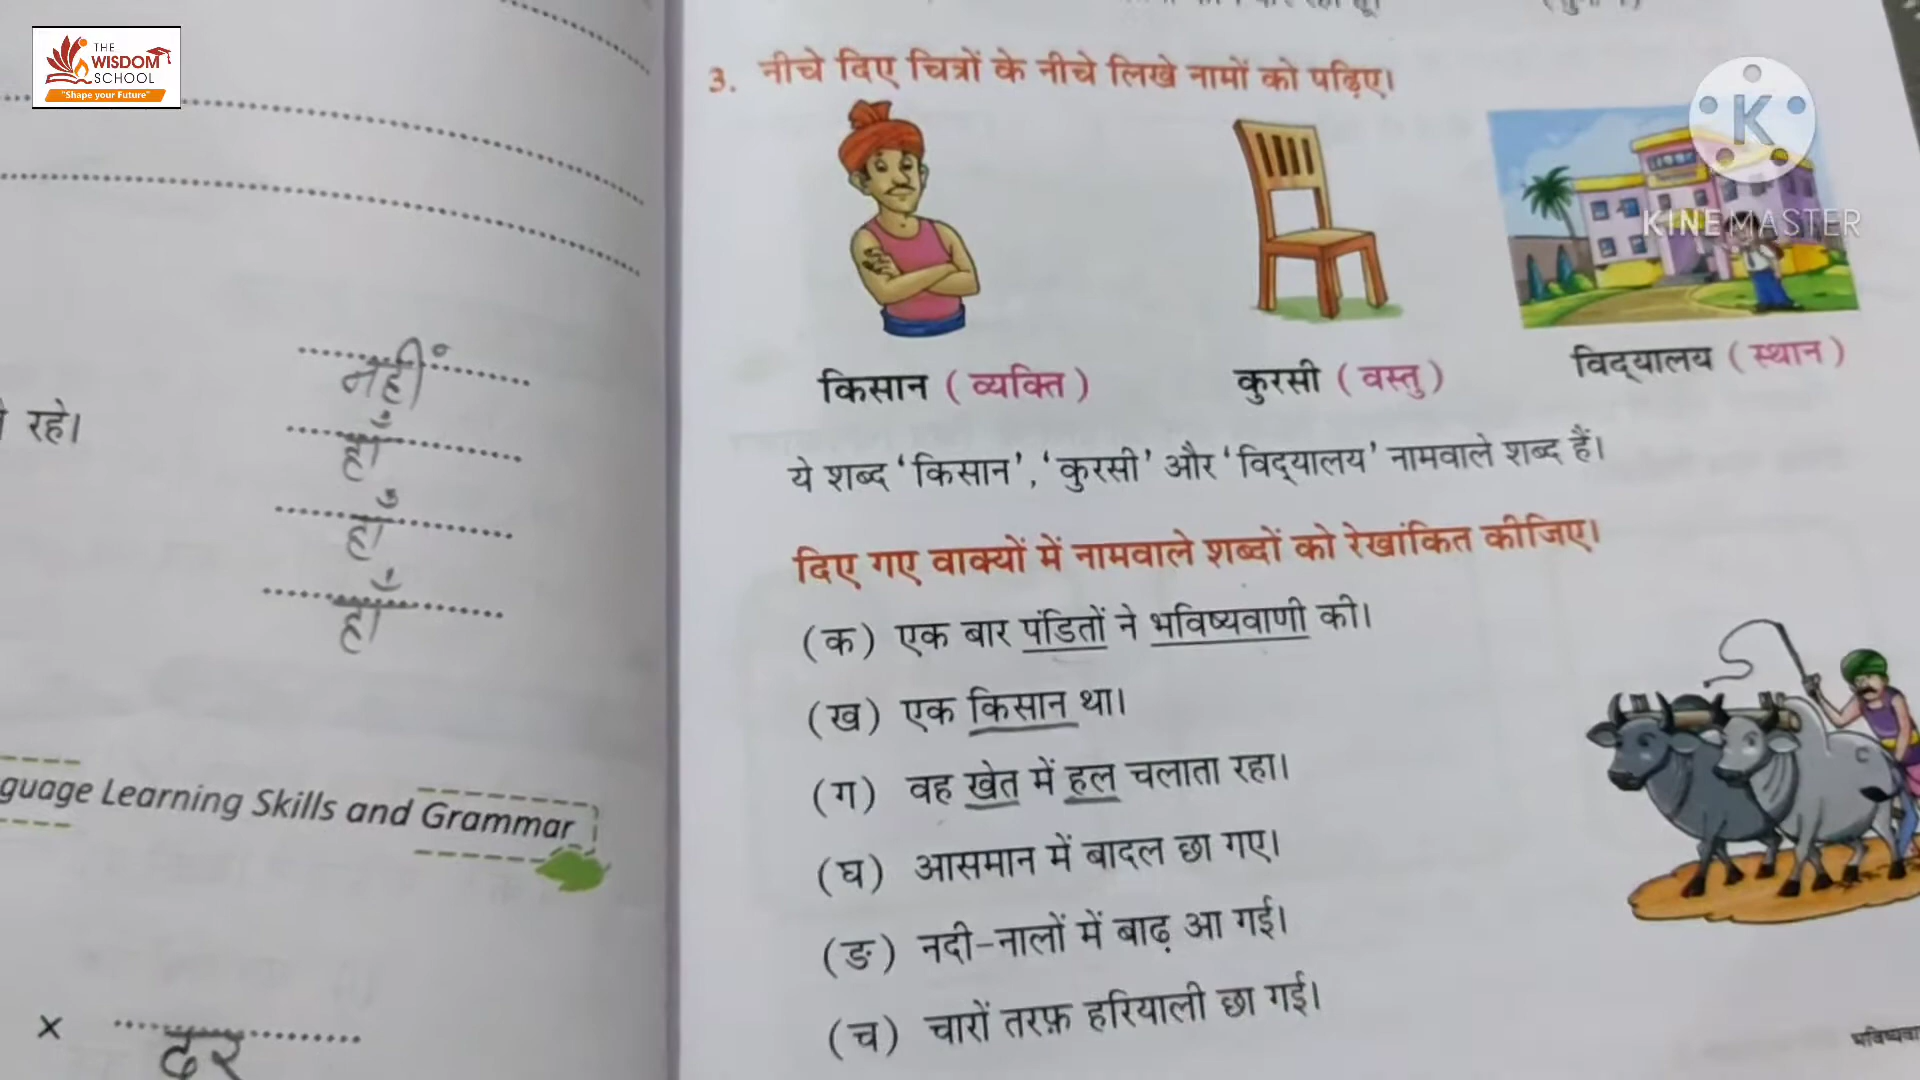 THE
WISDOM
SCHOOL
"Shape your Future"
रहे।
नहीं
हाँ
हाँ
हाँ
guage Learning Skills and Grammar
×
दर
3. नीचे दिए चित्रों के नीचे लिखे नामों को पढ़िए।
K
KINEMASTER
किसान (व्यक्ति) कुरसी (वस्तु) विद्यालय (स्थान)
ये शब्द ‘किसान’, ‘कुरसी’ और ‘विद्यालय’ नामवाले शब्द हैं।
दिए गए वाक्यों में नामवाले शब्दों को रेखांकित कीजिए।
(क) एक बार पंडितों ने भविष्यवाणी की।
(ख) एक किसान था।
(ग) वह खेत में हल चलाता रहा।
(घ) आसमान में बादल छा गए।
(ङ) नदी-नालों में बाढ़ आ गई।
(च) चारों तरफ़ हरियाली छा गई।